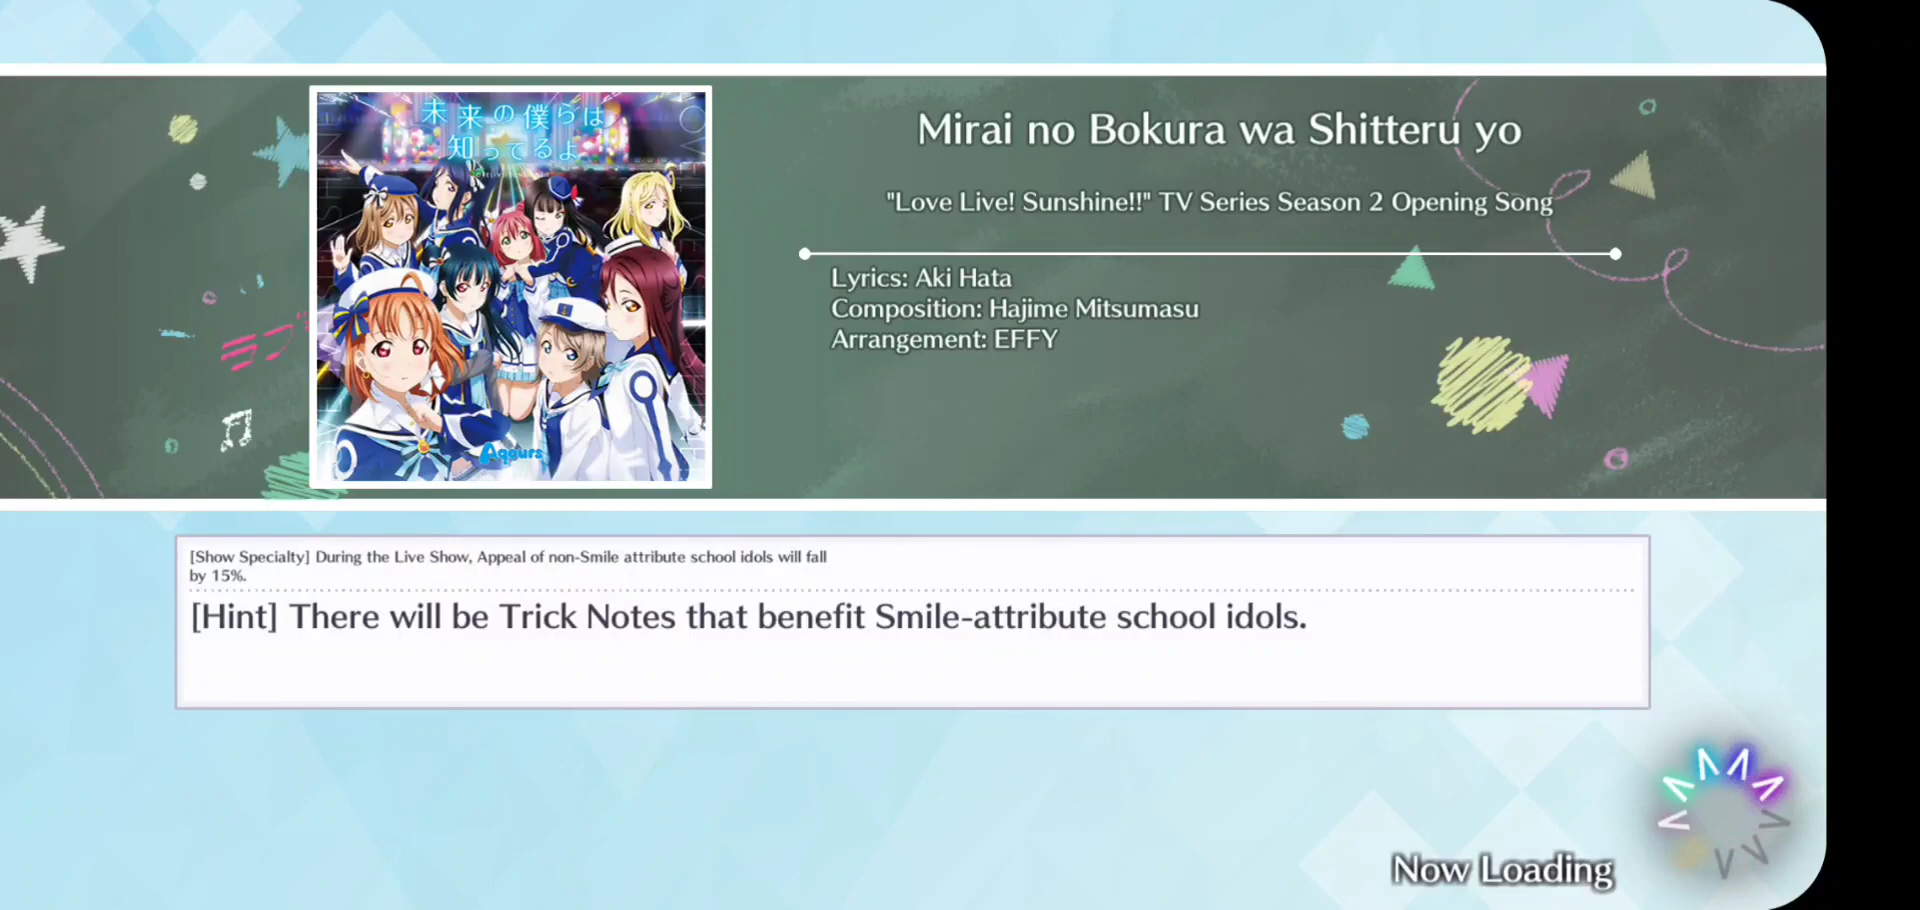 未来の僕らは
知ってるよ
Aqours
ラブ
Mirai no Bokura wa Shitteru yo
"Love Live! Sunshine!!" TV Series Season 2 Opening Song
Lyrics: Aki Hata
Composition: Hajime Mitsumasu
Arrangement: EFFY
[Show Specialty] During the Live Show, Appeal of non-Smile attribute school idols will fall
by 15%.
[Hint] There will be Trick Notes that benefit Smile-attribute school idols.
Now Loading